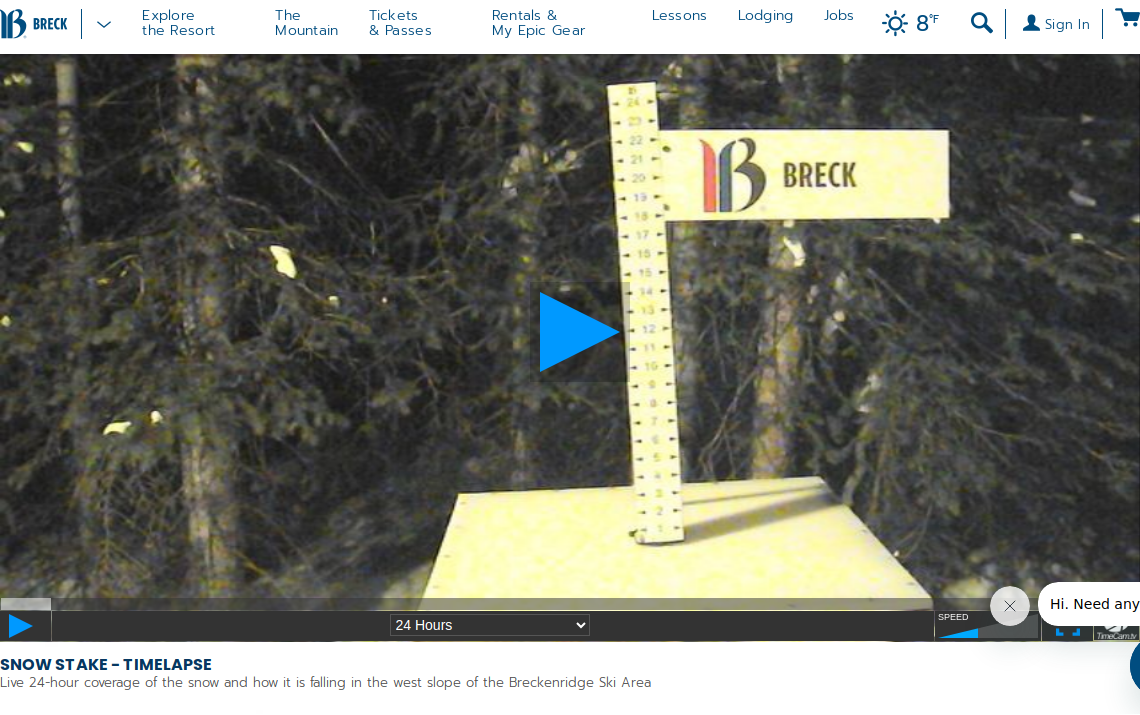 BRECK
Explore
the Resort
The
Mountain
Tickets
& Passes
Rentals &
My Epic Gear
Lessons
Lodging
Jobs
8°F
Sign In
24
23
22
21
20
19
18
17
16
15
14
13
12
11
10
9
8
7
6
5
4
3
2
1
B BRECK
24 Hours
SPEED
Hi. Need any
TimeCam.tv
SNOW STAKE - TIMELAPSE
Live 24-hour coverage of the snow and how it is falling in the west slope of the Breckenridge Ski Area